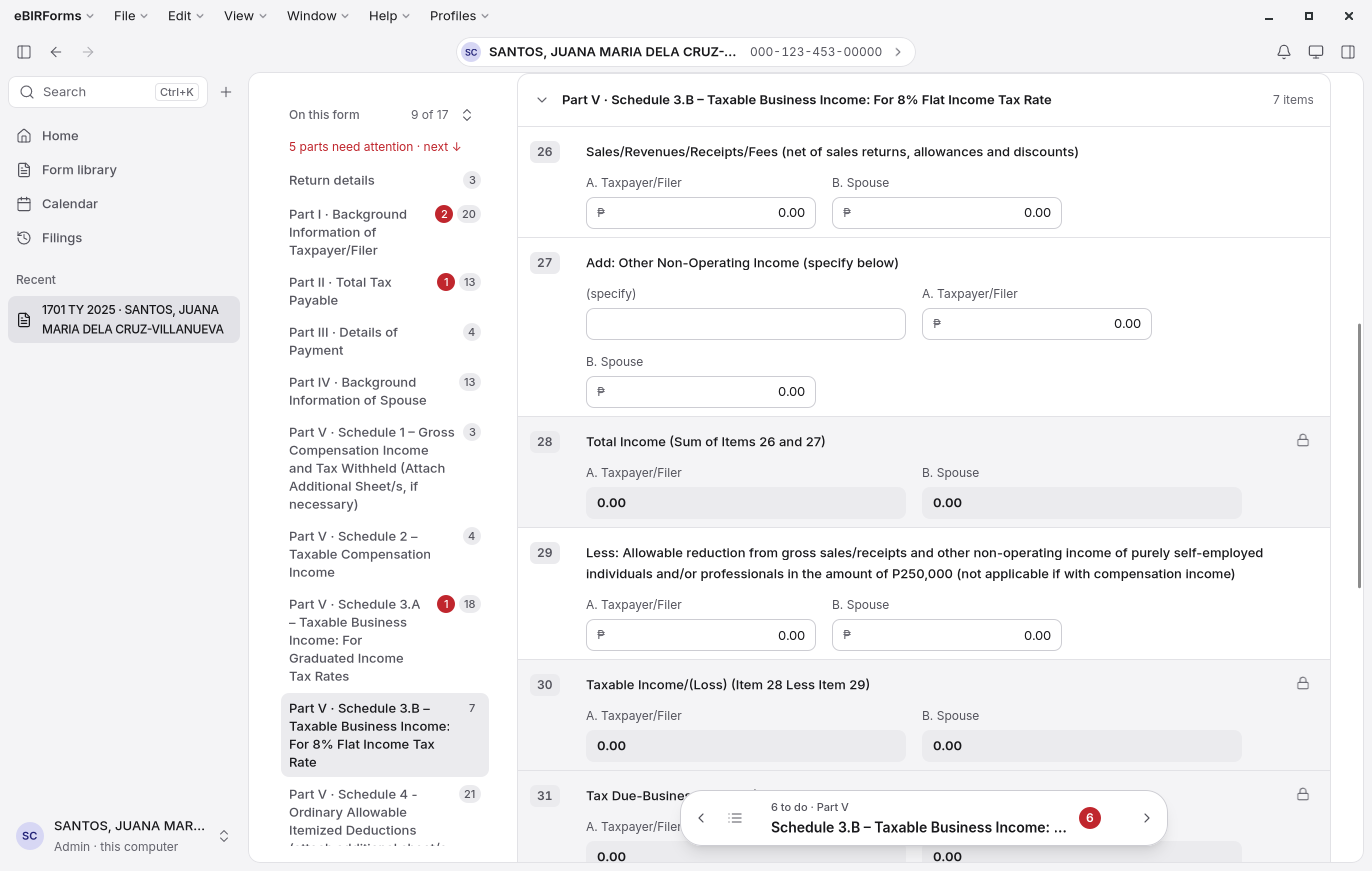 eBIRForms File Edit View Window Help Profiles
SC SANTOS, JUANA MARIA DELA CRUZ-... 000-123-453-00000
Search Ctrl+K
Home
Form library
Calendar
Filings
Recent
1701 TY 2025 · SANTOS, JUANA
MARIA DELA CRUZ-VILLANUEVA
SC SANTOS, JUANA MAR...
Admin · this computer
On this form 9 of 17
5 parts need attention · next ↓
Return details 3
Part I · Background 2 20
Information of
Taxpayer/Filer
Part II · Total Tax 1 13
Payable
Part III · Details of 4
Payment
Part IV · Background 13
Information of Spouse
Part V · Schedule 1 – Gross 3
Compensation Income
and Tax Withheld (Attach
Additional Sheet/s, if
necessary)
Part V · Schedule 2 – 4
Taxable Compensation
Income
Part V · Schedule 3.A 1 18
– Taxable Business
Income: For
Graduated Income
Tax Rates
Part V · Schedule 3.B – 7
Taxable Business Income:
For 8% Flat Income Tax
Rate
Part V · Schedule 4 - 21
Ordinary Allowable
Itemized Deductions
Part V · Schedule 3.B – Taxable Business Income: For 8% Flat Income Tax Rate 7 items
26 Sales/Revenues/Receipts/Fees (net of sales returns, allowances and discounts)
A. Taxpayer/Filer B. Spouse
₱ 0.00 ₱ 0.00
27 Add: Other Non-Operating Income (specify below)
(specify) A. Taxpayer/Filer
₱ 0.00
B. Spouse
₱ 0.00
28 Total Income (Sum of Items 26 and 27)
A. Taxpayer/Filer B. Spouse
0.00 0.00
29 Less: Allowable reduction from gross sales/receipts and other non-operating income of purely self-employed
individuals and/or professionals in the amount of P250,000 (not applicable if with compensation income)
A. Taxpayer/Filer B. Spouse
₱ 0.00 ₱ 0.00
30 Taxable Income/(Loss) (Item 28 Less Item 29)
A. Taxpayer/Filer B. Spouse
0.00 0.00
31 Tax Due-Busines
A. Taxpayer/Filer
0.00 0.00
6 to do · Part V
Schedule 3.B – Taxable Business Income: ... 6